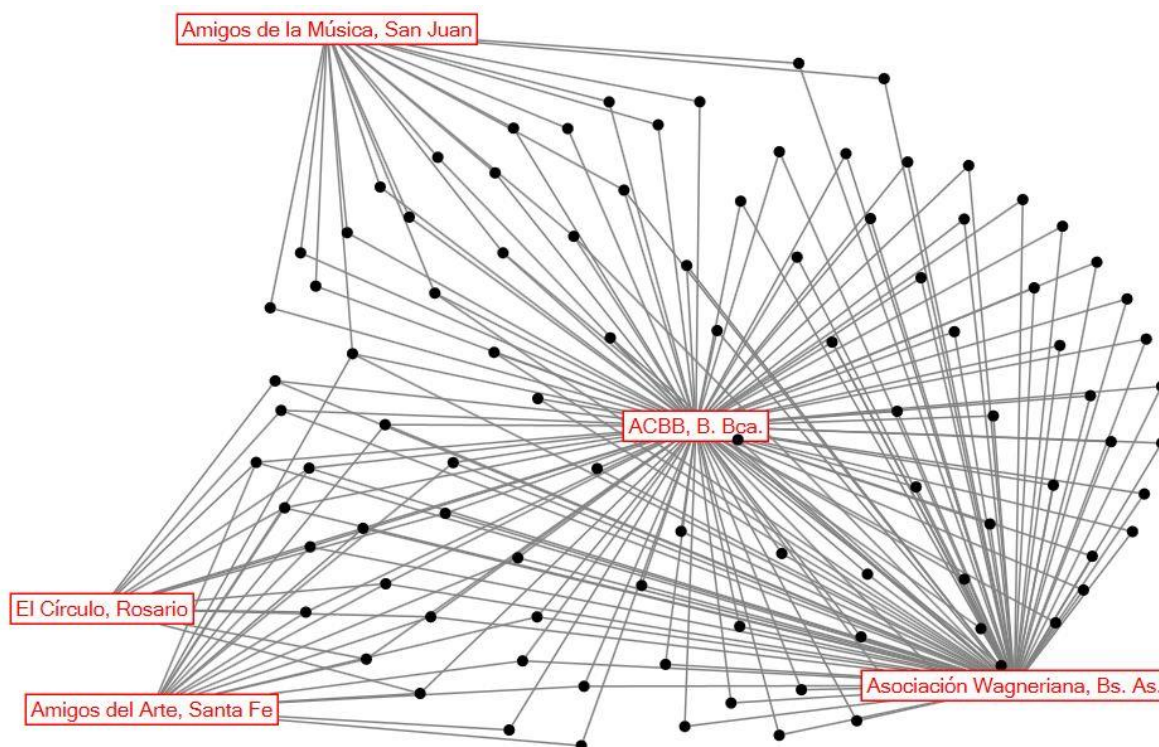 Amigos de la Música, San Juan
ACBB, B. Bca.
El Círculo, Rosario
Asociación Wagneriana, Bs. As.
Amigos del Arte, Santa Fe